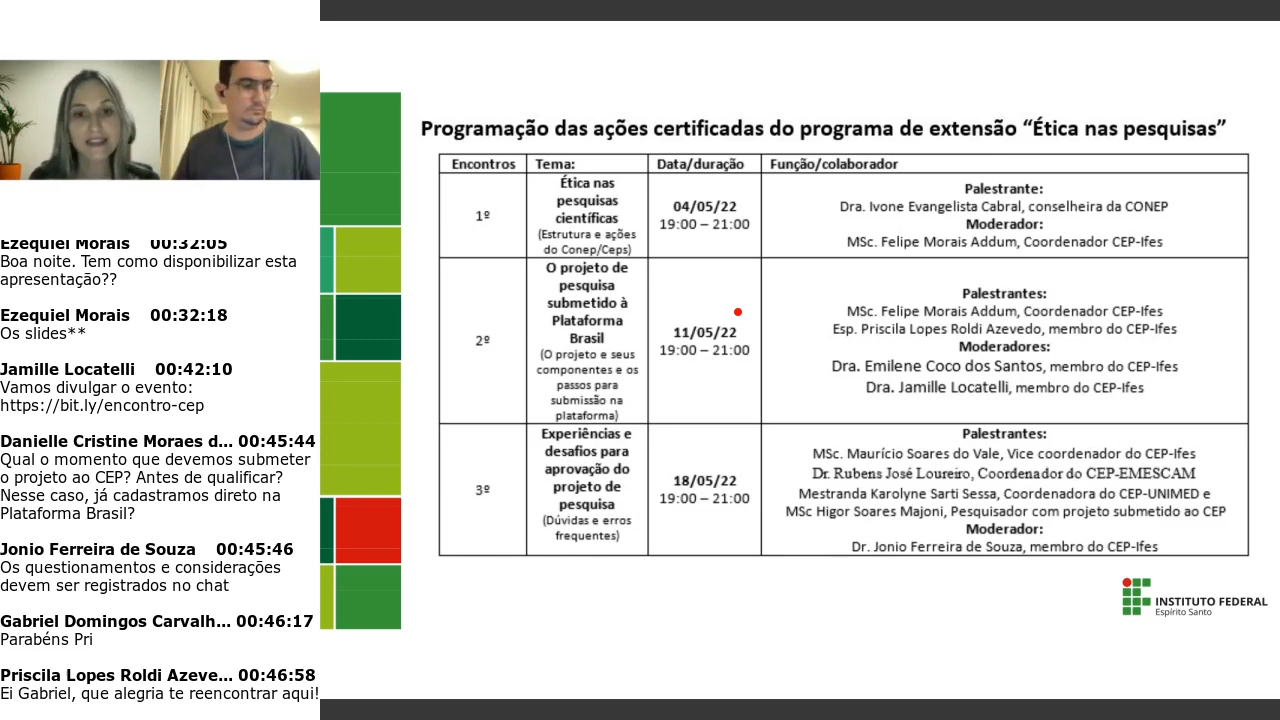 Ezequiel Morais 00:32:05
Boa noite. Tem como disponibilizar esta
apresentação??
Ezequiel Morais 00:32:18
Os slides**
Jamille Locatelli 00:42:10
Vamos divulgar o evento:
https://bit.ly/encontro-cep
Danielle Cristine Moraes d... 00:45:44
Qual o momento que devemos submeter
o projeto ao CEP? Antes de qualificar?
Nesse caso, já cadastramos direto na
Plataforma Brasil?
Jonio Ferreira de Souza 00:45:46
Os questionamentos e considerações
devem ser registrados no chat
Gabriel Domingos Carvalh... 00:46:17
Parabéns Pri
Priscila Lopes Roldi Azeve... 00:46:58
Ei Gabriel, que alegria te reencontrar aqui!
Programação das ações certificadas do programa de extensão “Ética nas pesquisas”
Encontros Tema: Data/duração Função/colaborador
1º
Ética nas
pesquisas
científicas
(Estrutura e ações
do Conep/Ceps)
04/05/22
19:00 – 21:00
Palestrante:
Dra. Ivone Evangelista Cabral, conselheira da CONEP
Moderador:
MSc. Felipe Morais Addum, Coordenador CEP-Ifes
2º
O projeto de
pesquisa
submetido à
Plataforma
Brasil
(O projeto e seus
componentes e os
passos para
submissão na
plataforma)
11/05/22
19:00 – 21:00
Palestrantes:
MSc. Felipe Morais Addum, Coordenador CEP-Ifes
Esp. Priscila Lopes Roldi Azevedo, membro do CEP-Ifes
Moderadores:
Dra. Emilene Coco dos Santos, membro do CEP-Ifes
Dra. Jamille Locatelli, membro do CEP-Ifes
3º
Experiências e
desafios para
aprovação do
projeto de
pesquisa
(Dúvidas e erros
frequentes)
18/05/22
19:00 – 21:00
Palestrantes:
MSc. Maurício Soares do Vale, Vice coordenador do CEP-Ifes
Dr. Rubens José Loureiro, Coordenador do CEP-EMESCAM
Mestranda Karolyne Sarti Sessa, Coordenadora do CEP-UNIMED e
MSc Higor Soares Majoni, Pesquisador com projeto submetido ao CEP
Moderador:
Dr. Jonio Ferreira de Souza, membro do CEP-Ifes
INSTITUTO FEDERAL
Espírito Santo